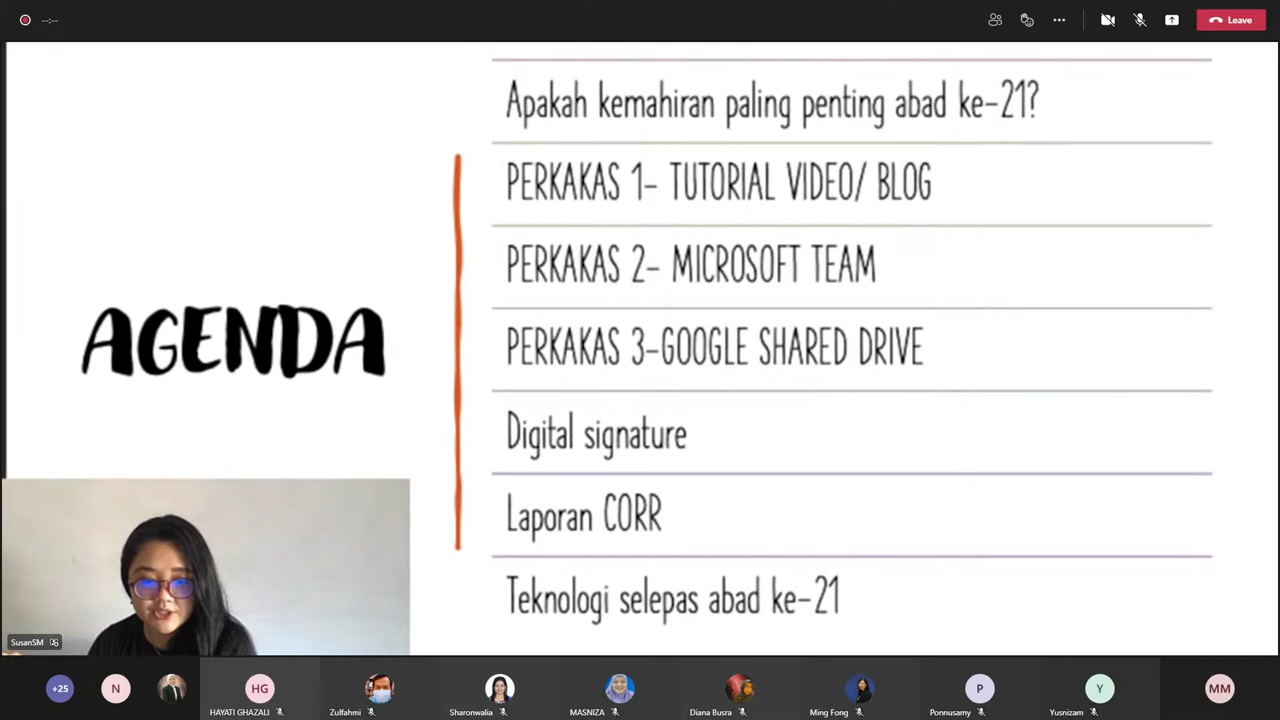 --:--
Leave
Apakah kemahiran paling penting abad ke-21?
PERKAKAS 1- TUTORIAL VIDEO/ BLOG
PERKAKAS 2- MICROSOFT TEAM
AGENDA
PERKAKAS 3-GOOGLE SHARED DRIVE
Digital signature
Laporan CORR
Teknologi selepas abad ke-21
SusanSM
+25
N
HG
P
Y
MM
HAYATI GHAZALI
Zulfahmi
Sharonwalia
MASNIZA
Diana Busra
Ming Fong
Ponnusamy
Yusnizam